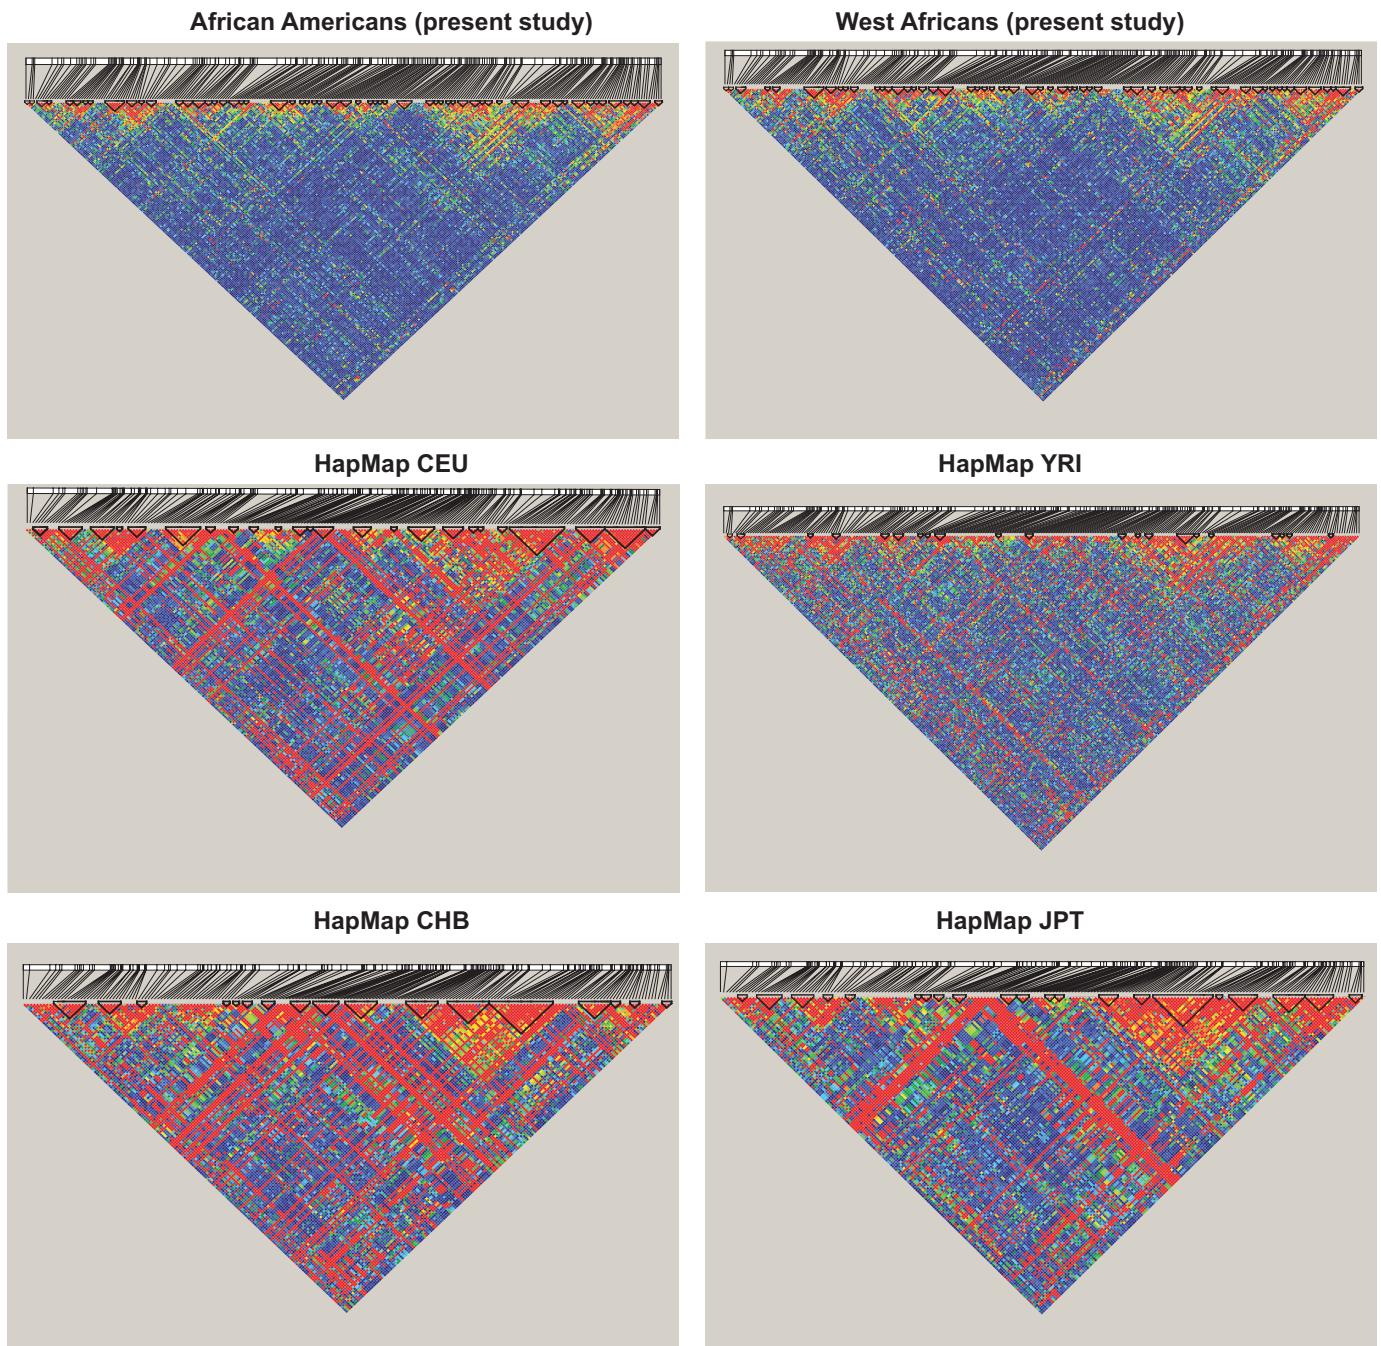 African Americans (present study)
West Africans (present study)
HapMap CEU
HapMap YRI
HapMap CHB
HapMap JPT